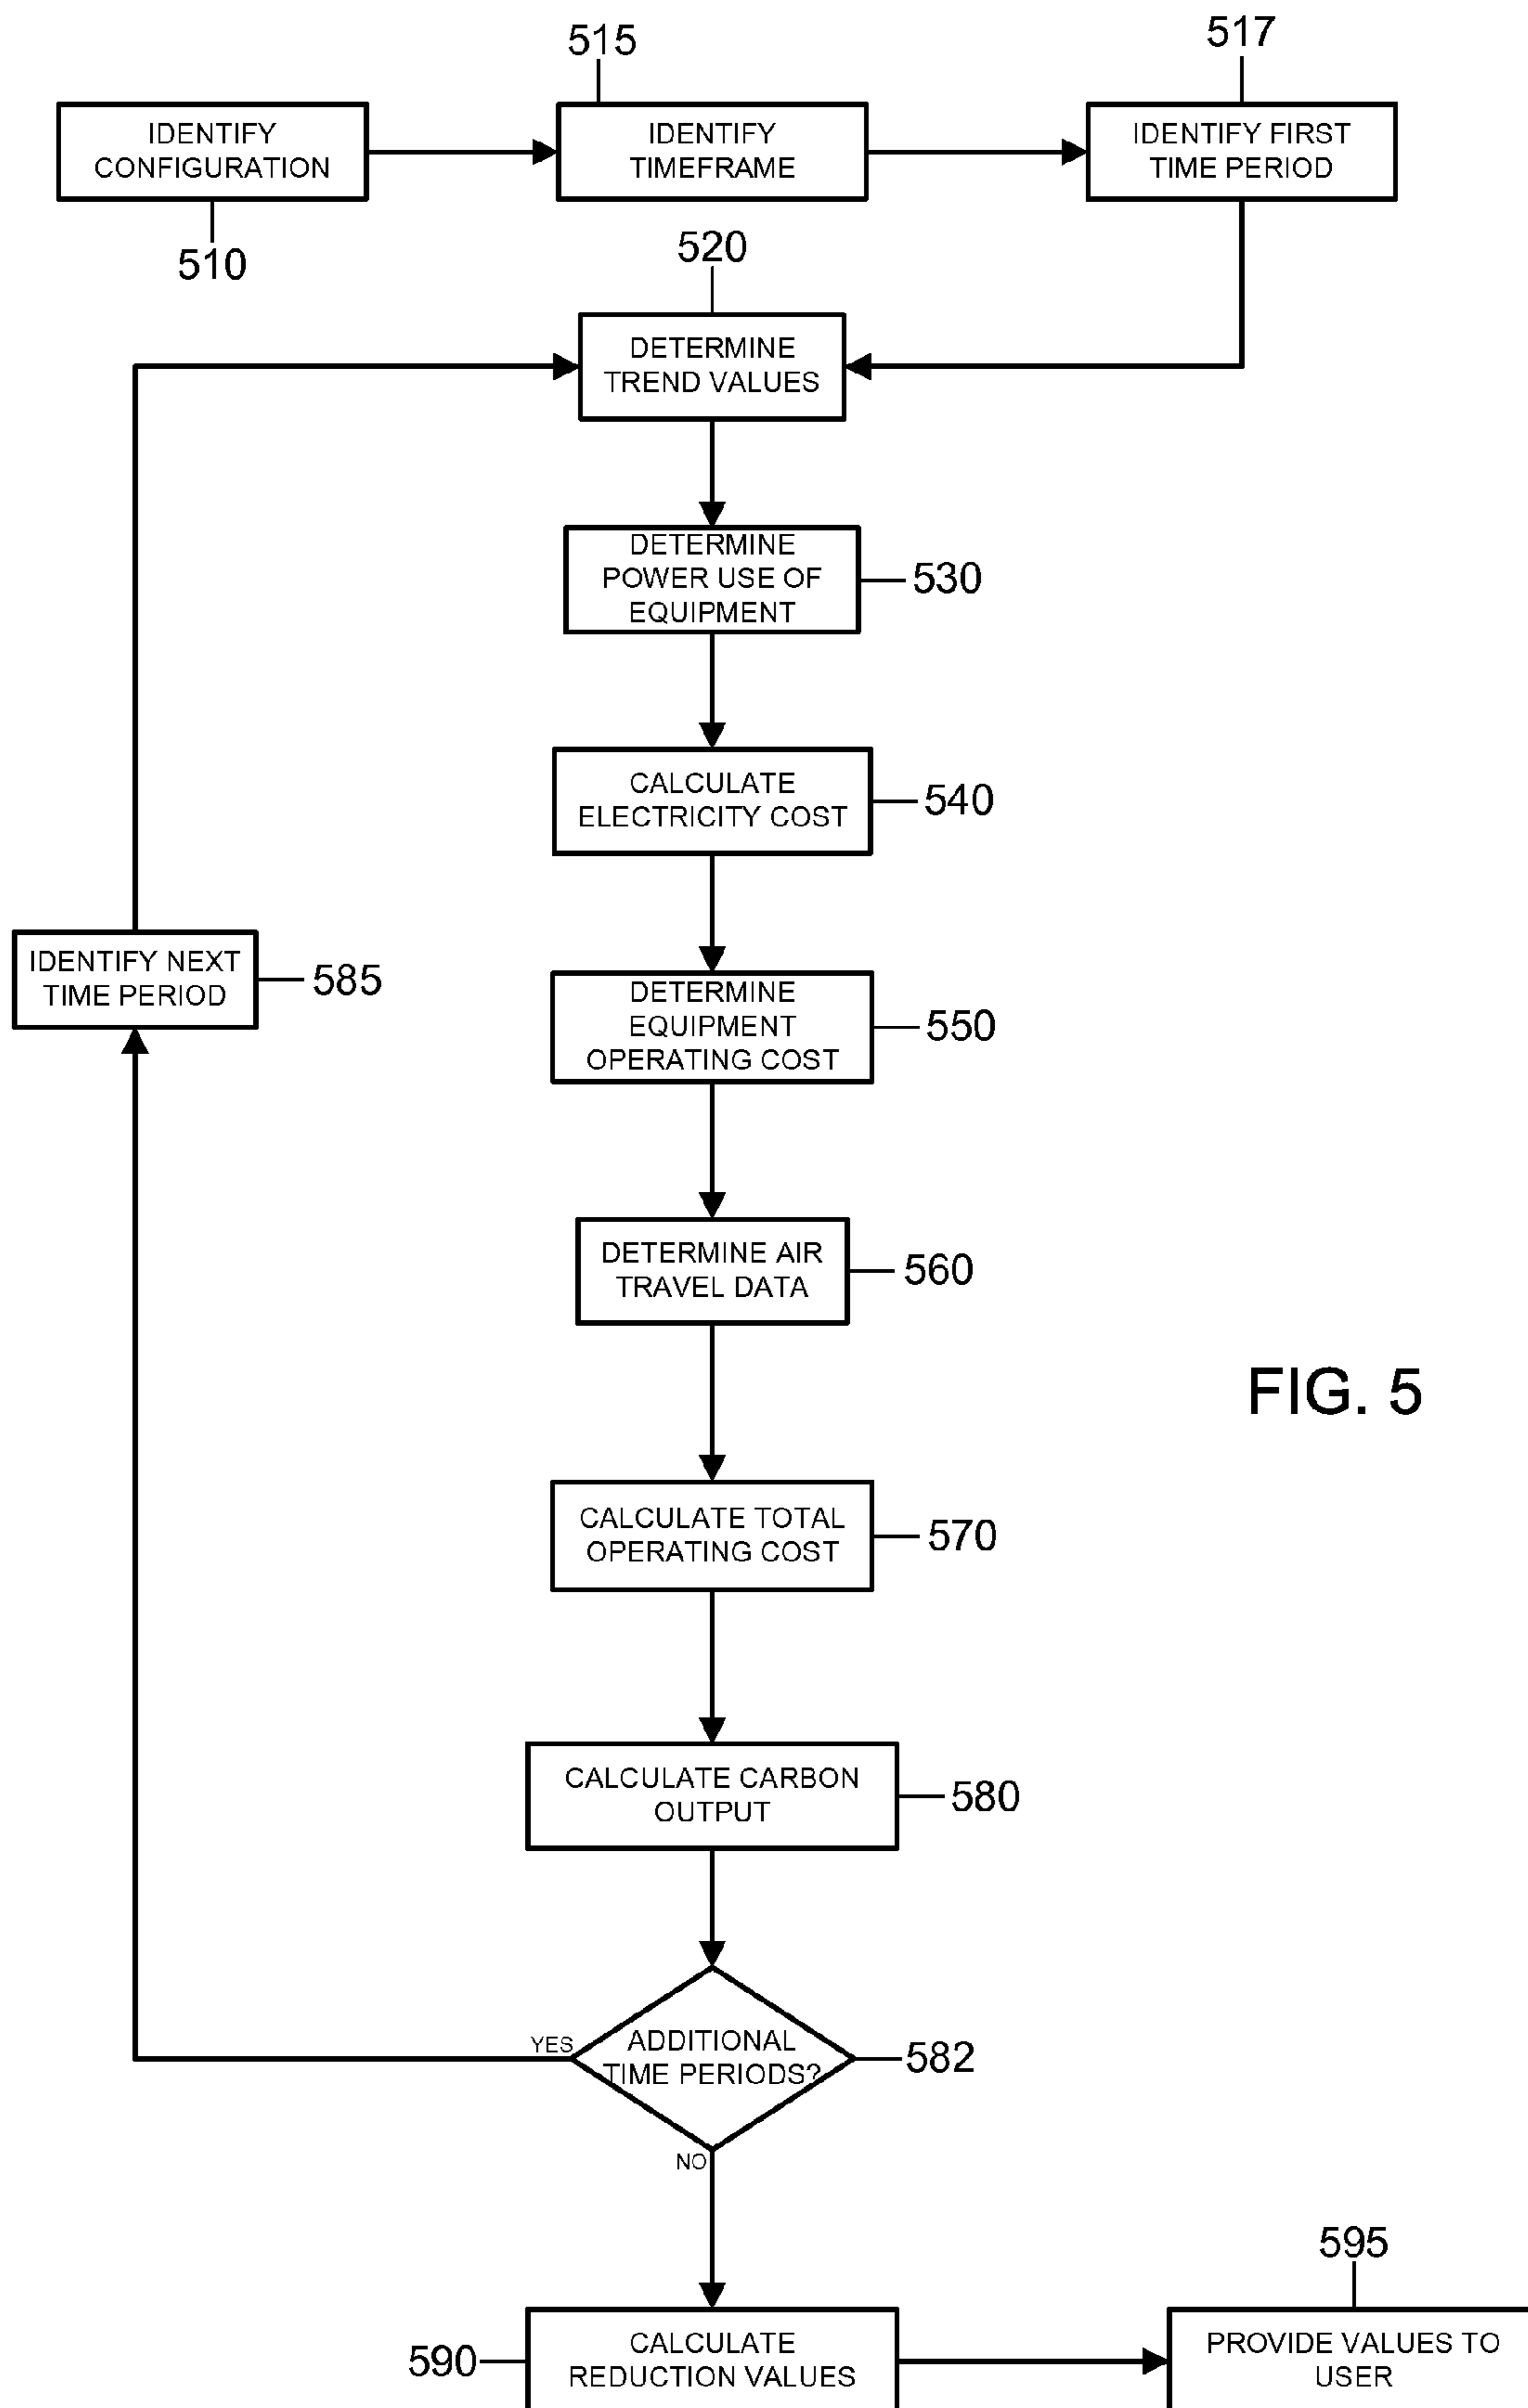 515
517
IDENTIFY
CONFIGURATION
IDENTIFY
TIMEFRAME
IDENTIFY FIRST
TIME PERIOD
510
520
DETERMINE
TREND VALUES
DETERMINE
POWER USE OF
EQUIPMENT
530
CALCULATE
ELECTRICITY COST
540
IDENTIFY NEXT
TIME PERIOD
585
DETERMINE
EQUIPMENT
OPERATING COST
550
DETERMINE AIR
TRAVEL DATA
560
FIG. 5
CALCULATE TOTAL
OPERATING COST
570
CALCULATE CARBON
OUTPUT
580
YES
ADDITIONAL
TIME PERIODS?
582
NO
595
590
CALCULATE
REDUCTION VALUES
PROVIDE VALUES TO
USER